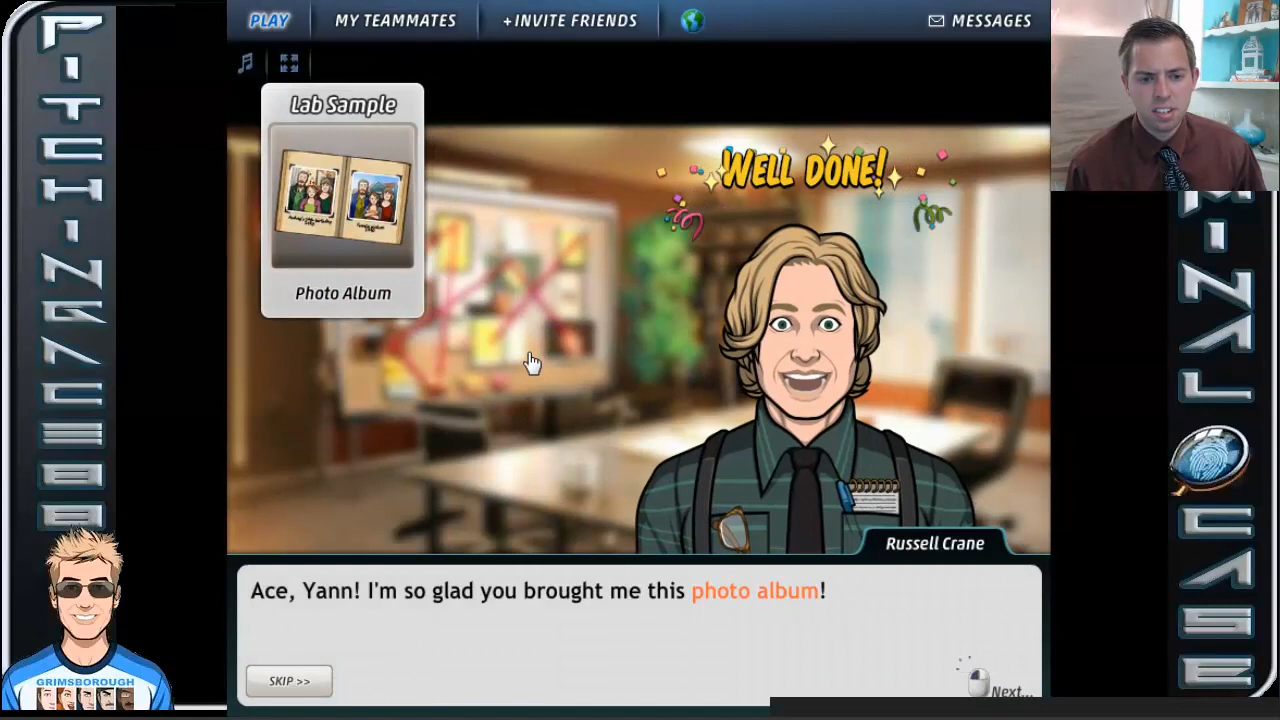 PLAY
MY TEAMMATES
+INVITE FRIENDS
MESSAGES
Lab Sample
Photo Album
WELL DONE!
Russell Crane
Ace, Yann! I'm so glad you brought me this photo album!
SKIP >>
Next...
GRIMSBOROUGH